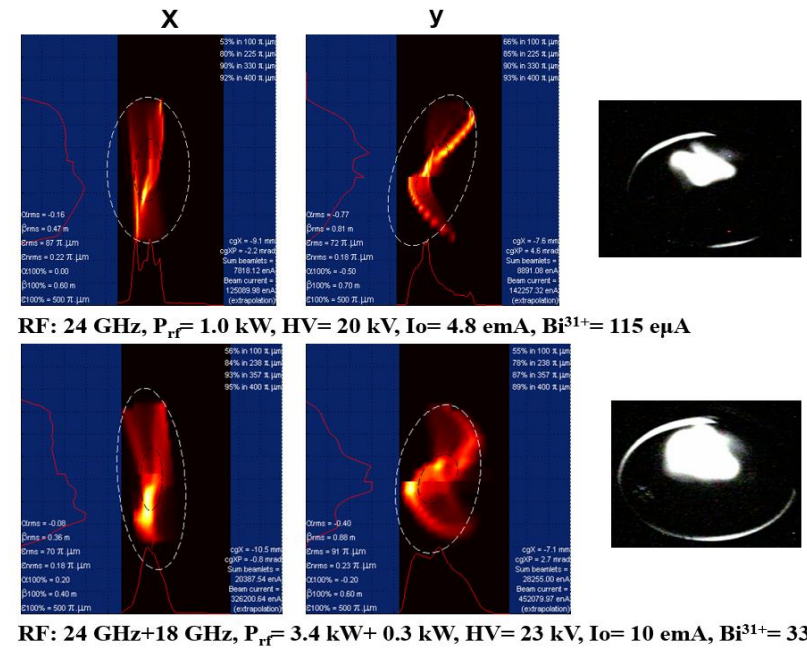 X
y
53% in 100 π.μm
80% in 225 π.μm
90% in 330 π.μm
92% in 400 π.μm
αrms = -0.16
βrms = 0.47 m
Erms = 87 π.μm
Enrms = 0.22 π.μm
α100% = 0.00
β100% = 0.60 m
ε100% = 500 π.μm
cgX = -9.1 mm
cgXP = -2.2 mrad
Sum beamlets =
7818.12 enA
Beam current =
125089.98 enA
(extrapolation)
66% in 100 π.μm
85% in 225 π.μm
90% in 330 π.μm
93% in 400 π.μm
αrms = -0.77
βrms = 0.81 m
Erms = 72 π.μm
Enrms = 0.18 π.μm
α100% = -0.50
β100% = 0.70 m
ε100% = 500 π.μm
cgX = -7.6 mm
cgXP = 4.6 mrad
Sum beamlets =
8891.08 enA
Beam current =
142257.32 enA
(extrapolation)
RF: 24 GHz, Prf= 1.0 kW, HV= 20 kV, Io= 4.8 emA, Bi³¹⁺= 115 eμA
56% in 100 π.μm
84% in 238 π.μm
93% in 357 π.μm
95% in 400 π.μm
αrms = -0.08
βrms = 0.36 m
Erms = 70 π.μm
Enrms = 0.18 π.μm
α100% = 0.20
β100% = 0.40 m
ε100% = 500 π.μm
cgX = -10.5 mm
cgXP = -0.8 mrad
Sum beamlets =
20387.54 enA
Beam current =
326200.64 enA
(extrapolation)
55% in 100 π.μm
78% in 238 π.μm
87% in 357 π.μm
89% in 400 π.μm
αrms = -0.40
βrms = 0.88 m
Erms = 91 π.μm
Enrms = 0.23 π.μm
α100% = -0.20
β100% = 0.60 m
ε100% = 500 π.μm
cgX = -7.1 mm
cgXP = 2.7 mrad
Sum beamlets =
28255.00 enA
Beam current =
452079.97 enA
(extrapolation)
RF: 24 GHz+18 GHz, Prf= 3.4 kW+ 0.3 kW, HV= 23 kV, Io= 10 emA, Bi³¹⁺= 33